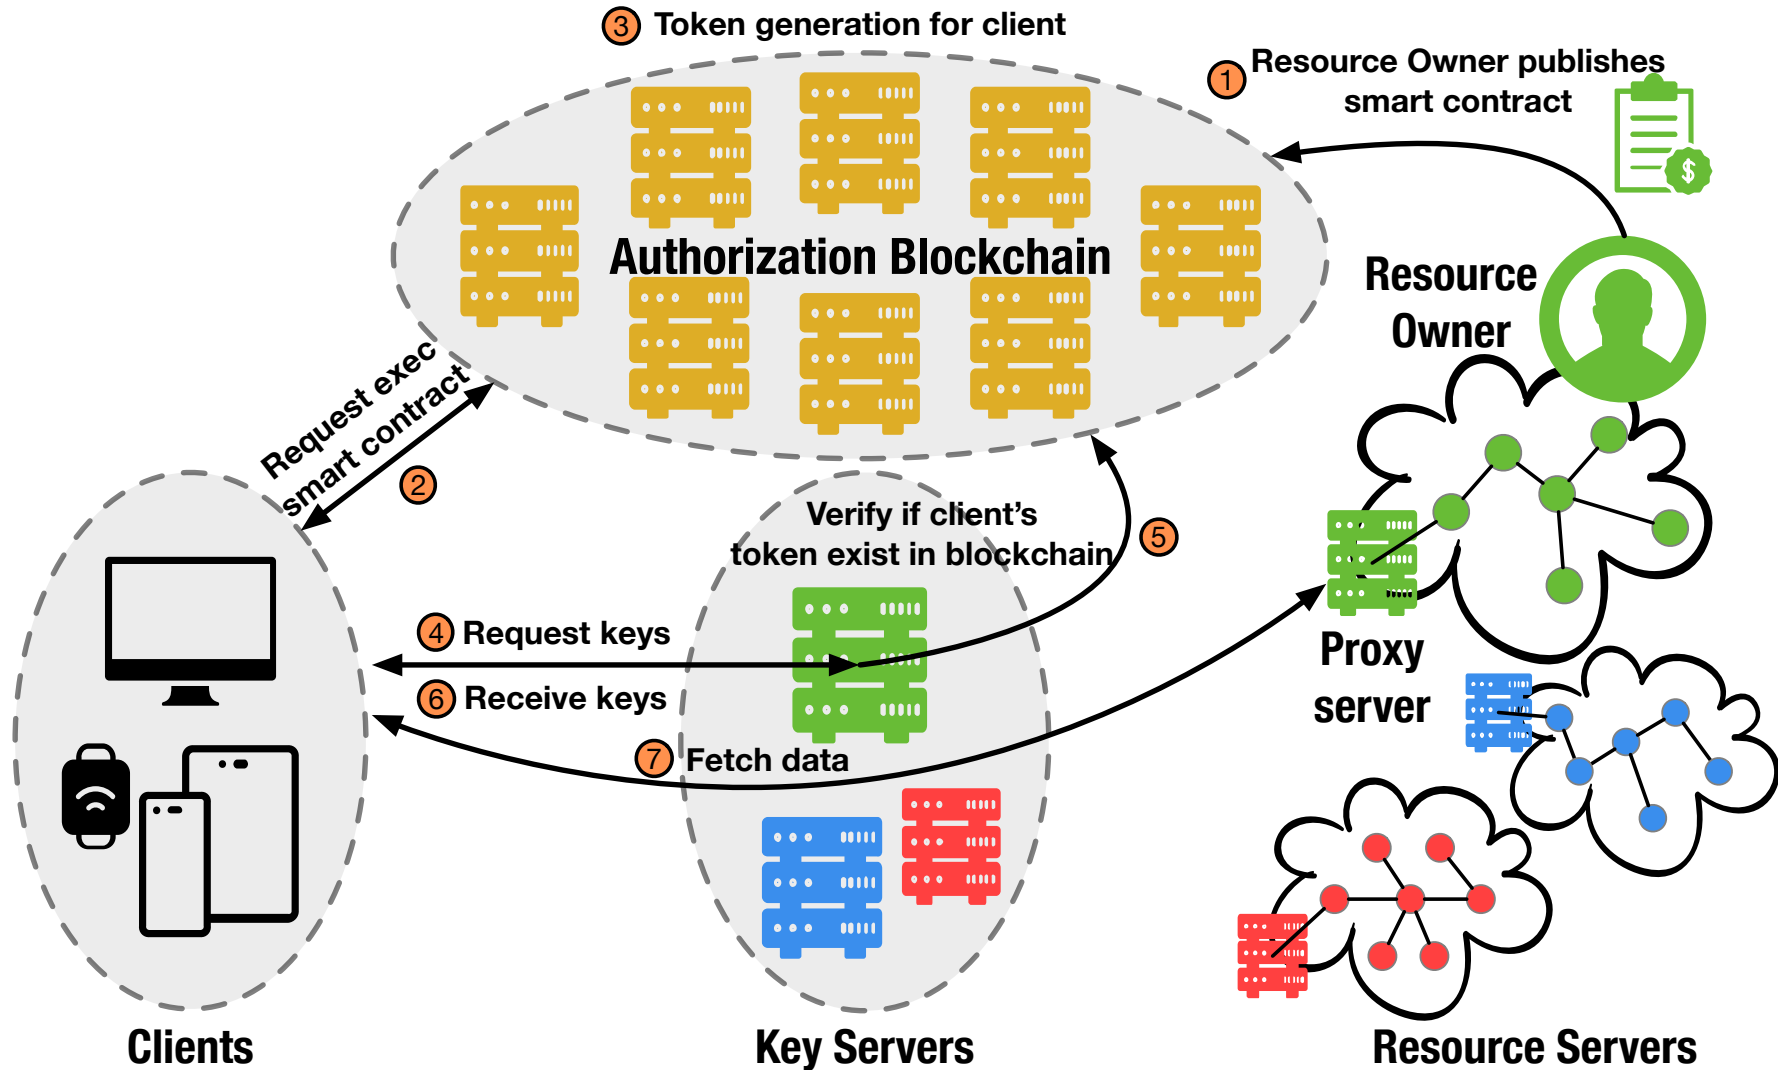 3 Token generation for client
1 Resource Owner publishes
smart contract
$
Authorization Blockchain
Resource
Owner
Request exec
smart contract
2
Verify if client's
token exist in blockchain
5
4 Request keys
6 Receive keys
7 Fetch data
Proxy
server
Clients
Key Servers
Resource Servers